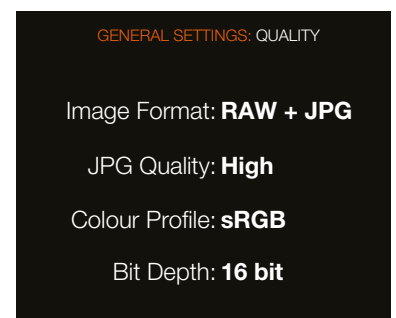 GENERAL SETTINGS: QUALITY
Image Format: RAW + JPG
JPG Quality: High
Colour Profile: sRGB
Bit Depth: 16 bit